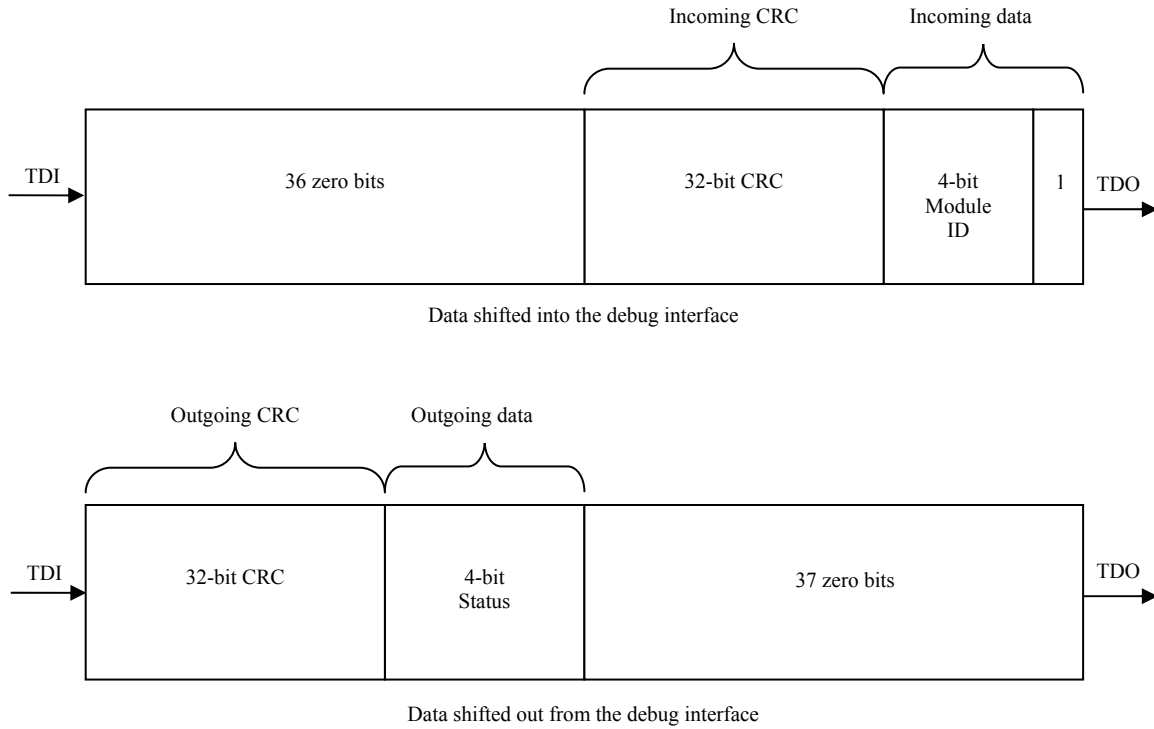 Incoming CRC
Incoming data
TDI
36 zero bits
32-bit CRC
4-bit
Module
ID
1
TDO
Data shifted into the debug interface
Outgoing CRC
Outgoing data
TDI
32-bit CRC
4-bit
Status
37 zero bits
TDO
Data shifted out from the debug interface